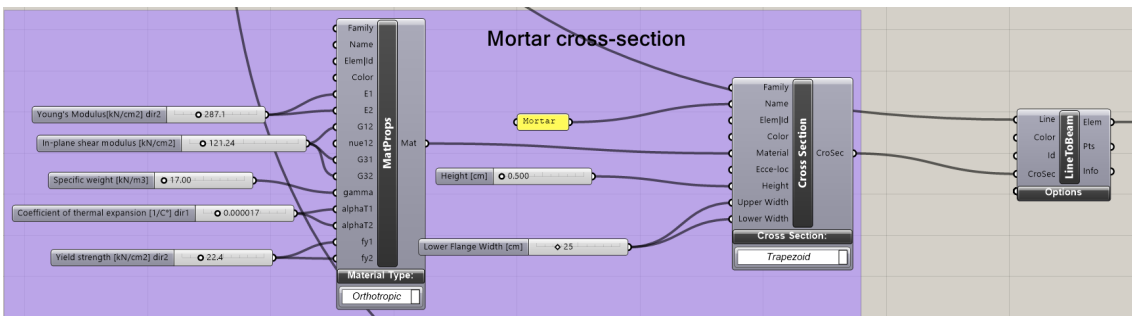 Mortar cross-section
Young's Modulus[kN/cm2] dir2 287.1
In-plane shear modulus [kN/cm2] 121.24
Specific weight [kN/m3] 17.00
Coefficient of thermal expansion [1/C°] dir1 0.000017
Yield strength [kN/cm2] dir2 22.4
Family
Name
Elem|Id
Color
E1
E2
G12
nue12
G31
G32
gamma
alphaT1
alphaT2
fy1
fy2
MatProps
Mat
Material Type:
Orthotropic
Mortar
Height [cm] 0.500
Lower Flange Width [cm] 25
Family
Name
Elem|Id
Color
Material
Ecce-loc
Height
Upper Width
Lower Width
Cross Section
CroSec
Cross Section:
Trapezoid
Line
Color
Id
CroSec
LineToBeam
Elem
Pts
Info
Options